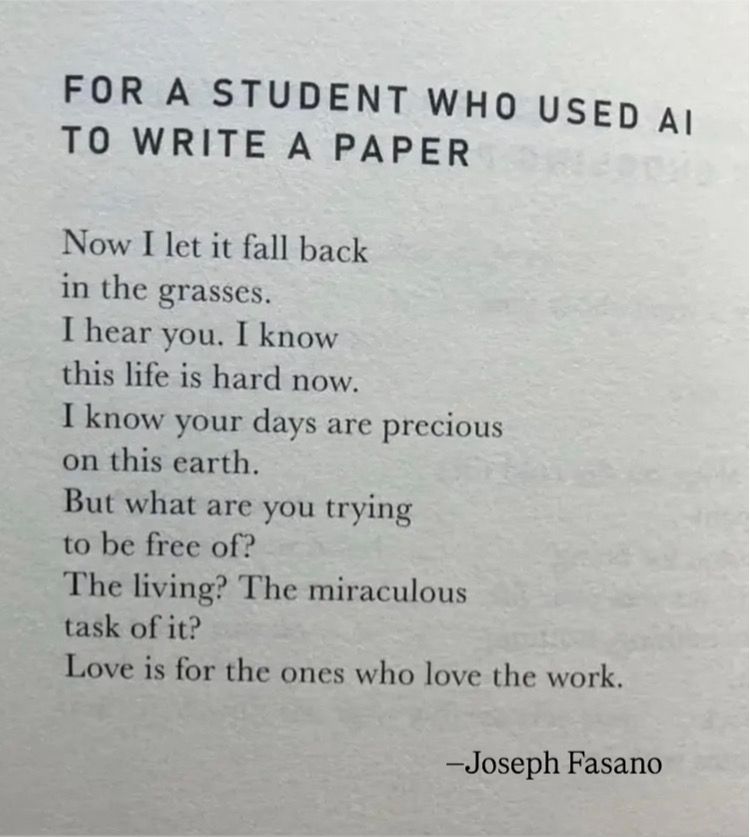 FOR A STUDENT WHO USED AI
TO WRITE A PAPER
Now I let it fall back
in the grasses.
I hear you. I know
this life is hard now.
I know your days are precious
on this earth.
But what are you trying
to be free of?
The living? The miraculous
task of it?
Love is for the ones who love the work.
–Joseph Fasano